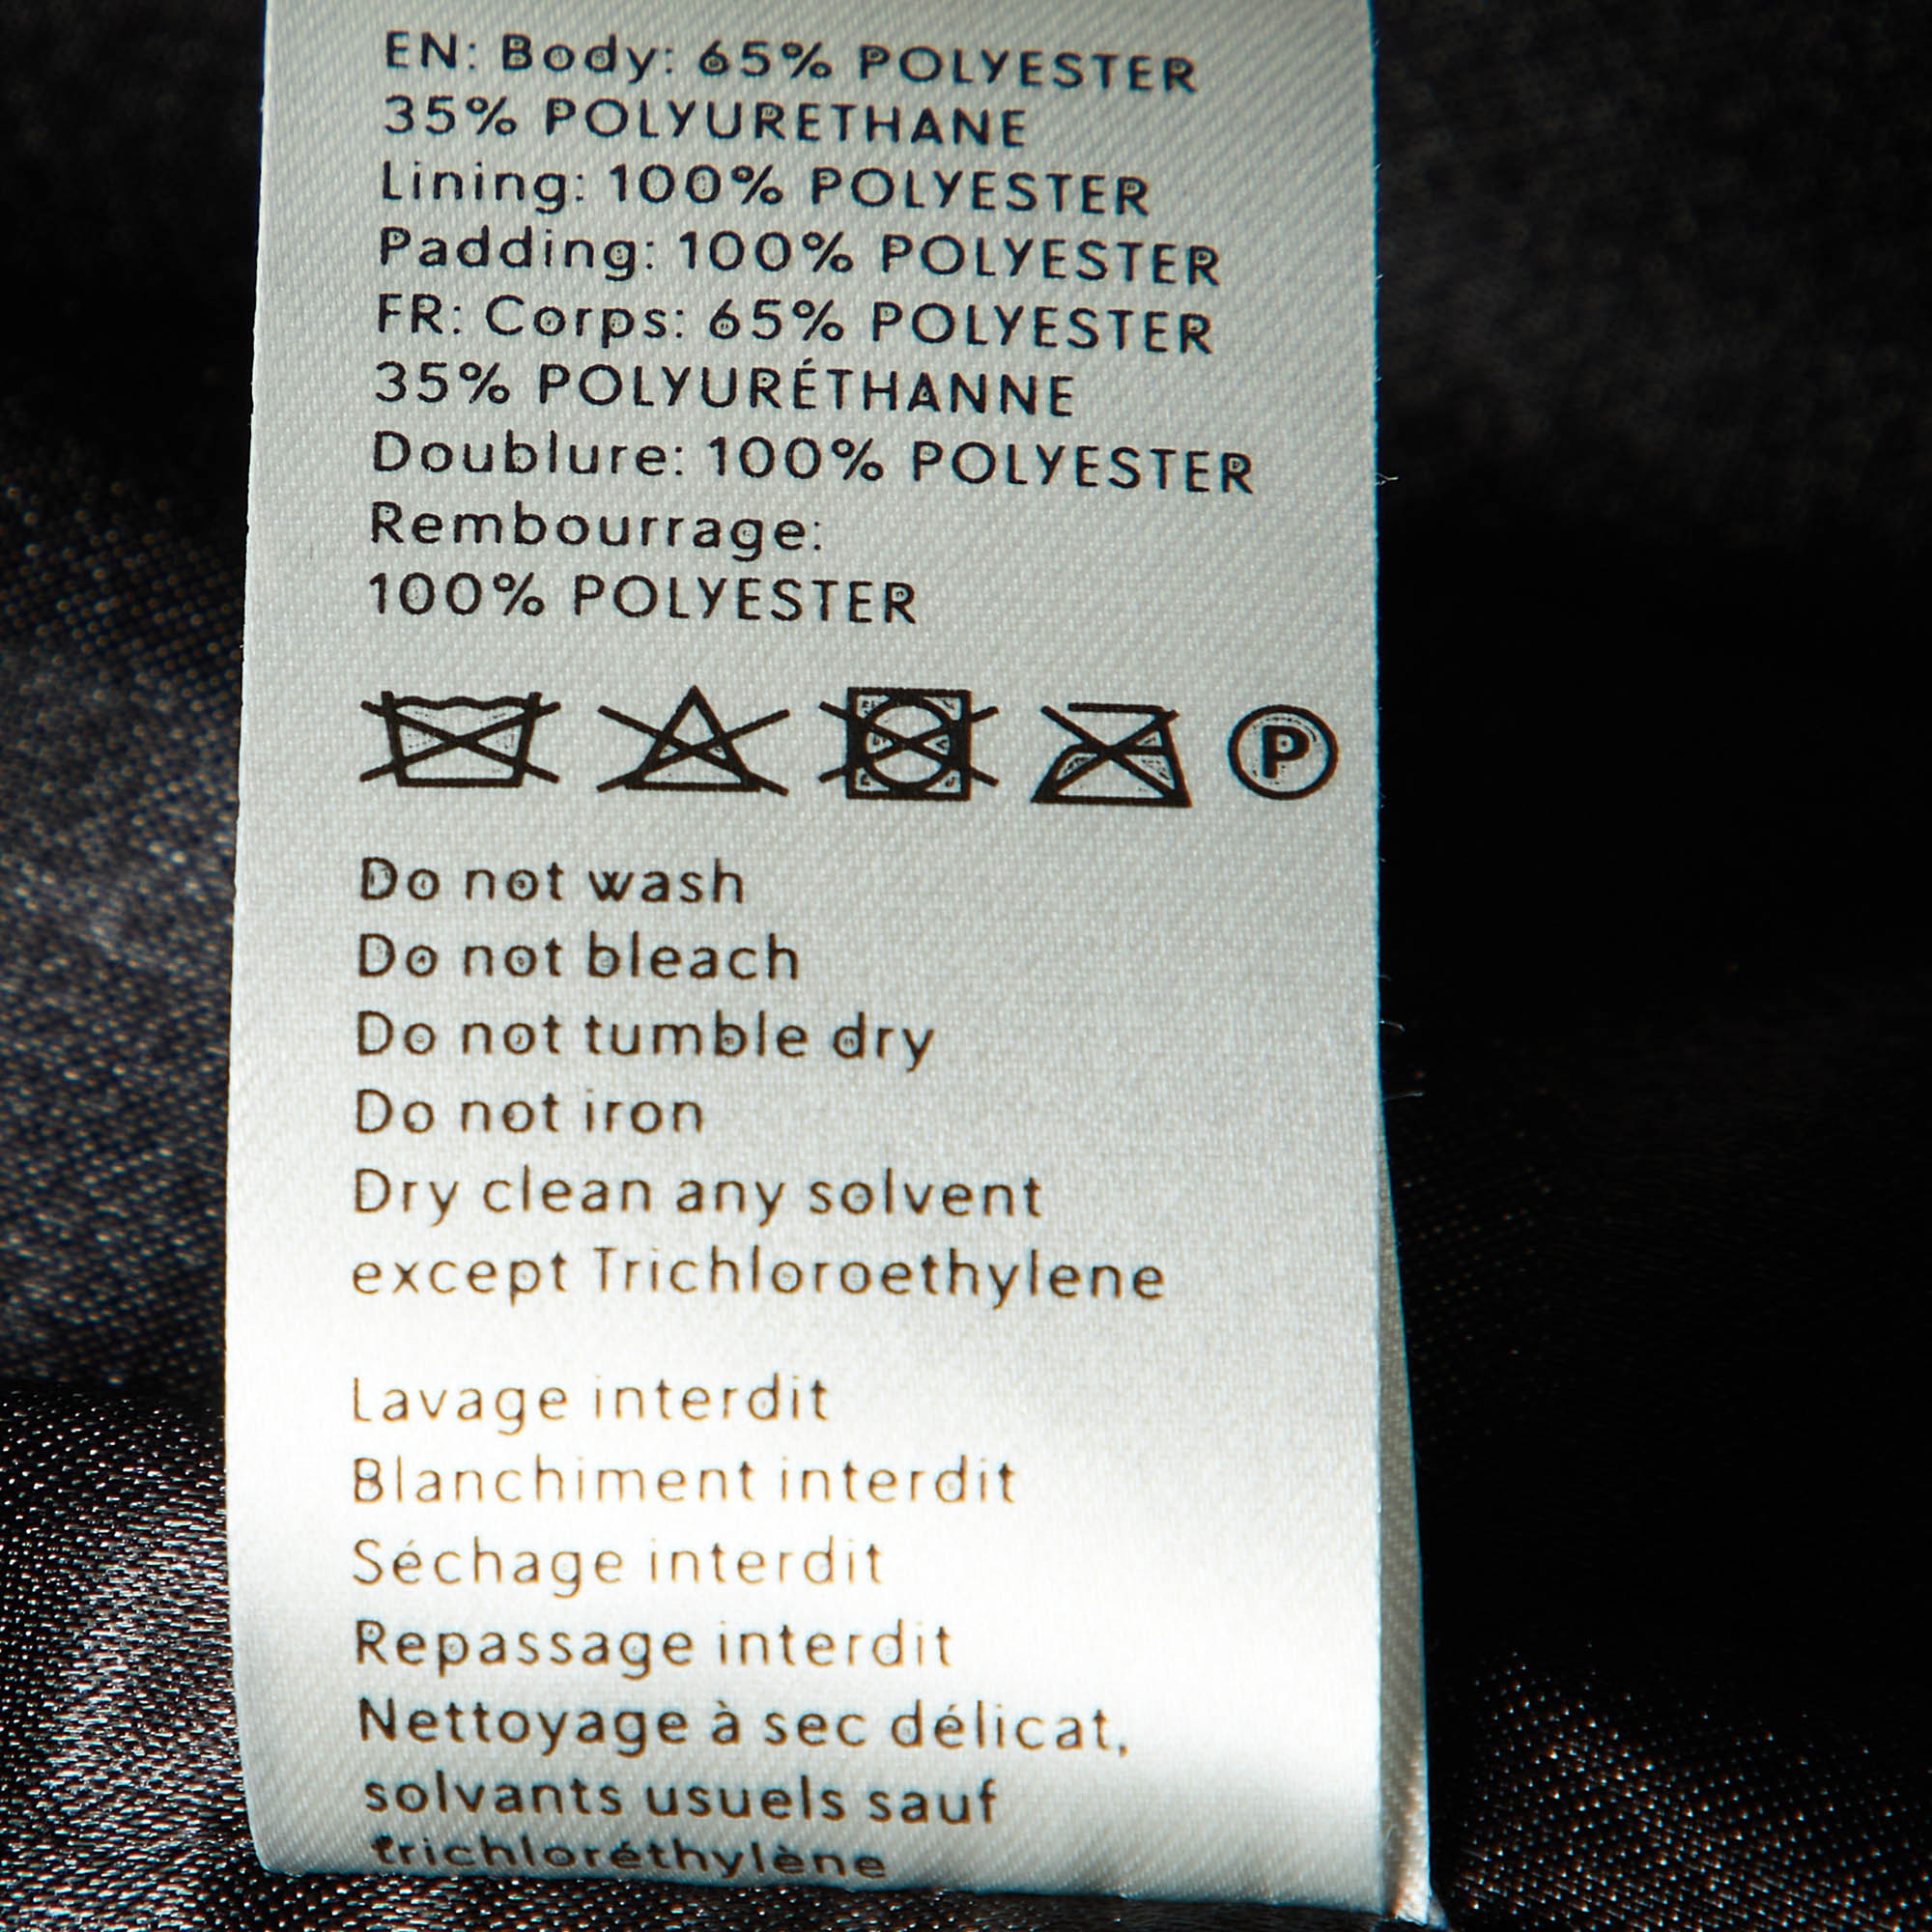 EN: Body: 65% POLYESTER
35% POLYURETHANE
Lining: 100% POLYESTER
Padding: 100% POLYESTER
FR: Corps: 65% POLYESTER
35% POLYURÉTHANNE
Doublure: 100% POLYESTER
Rembourrage:
100% POLYESTER
P
Do not wash
Do not bleach
Do not tumble dry
Do not iron
Dry clean any solvent
except Trichloroethylene
Lavage interdit
Blanchiment interdit
Séchage interdit
Repassage interdit
Nettoyage à sec délicat,
solvants usuels sauf
trichloréthylène